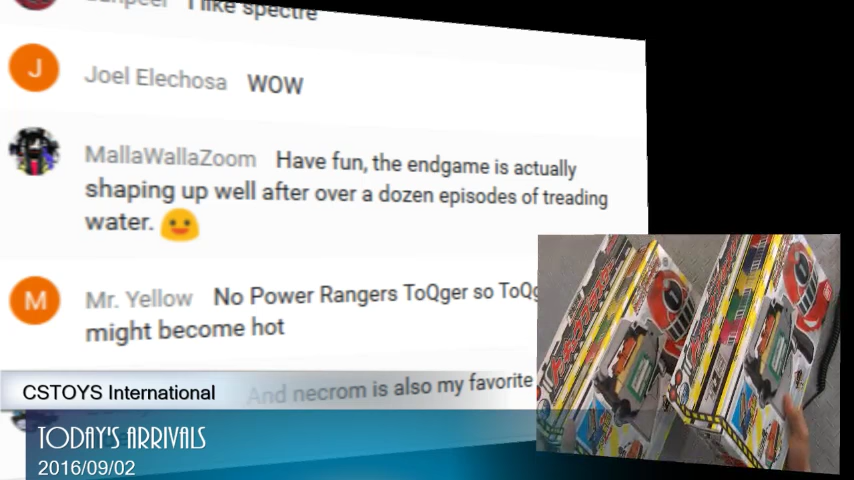 I like spectre
J
Joel Elechosa WOW
MallaWallaZoom Have fun, the endgame is actually
shaping up well after over a dozen episodes of treading
water.
M
Mr. Yellow No Power Rangers ToQger so ToQg
might become hot
And necrom is also my favorite
CSTOYS International
TODAY'S ARRIVALS
2016/09/02